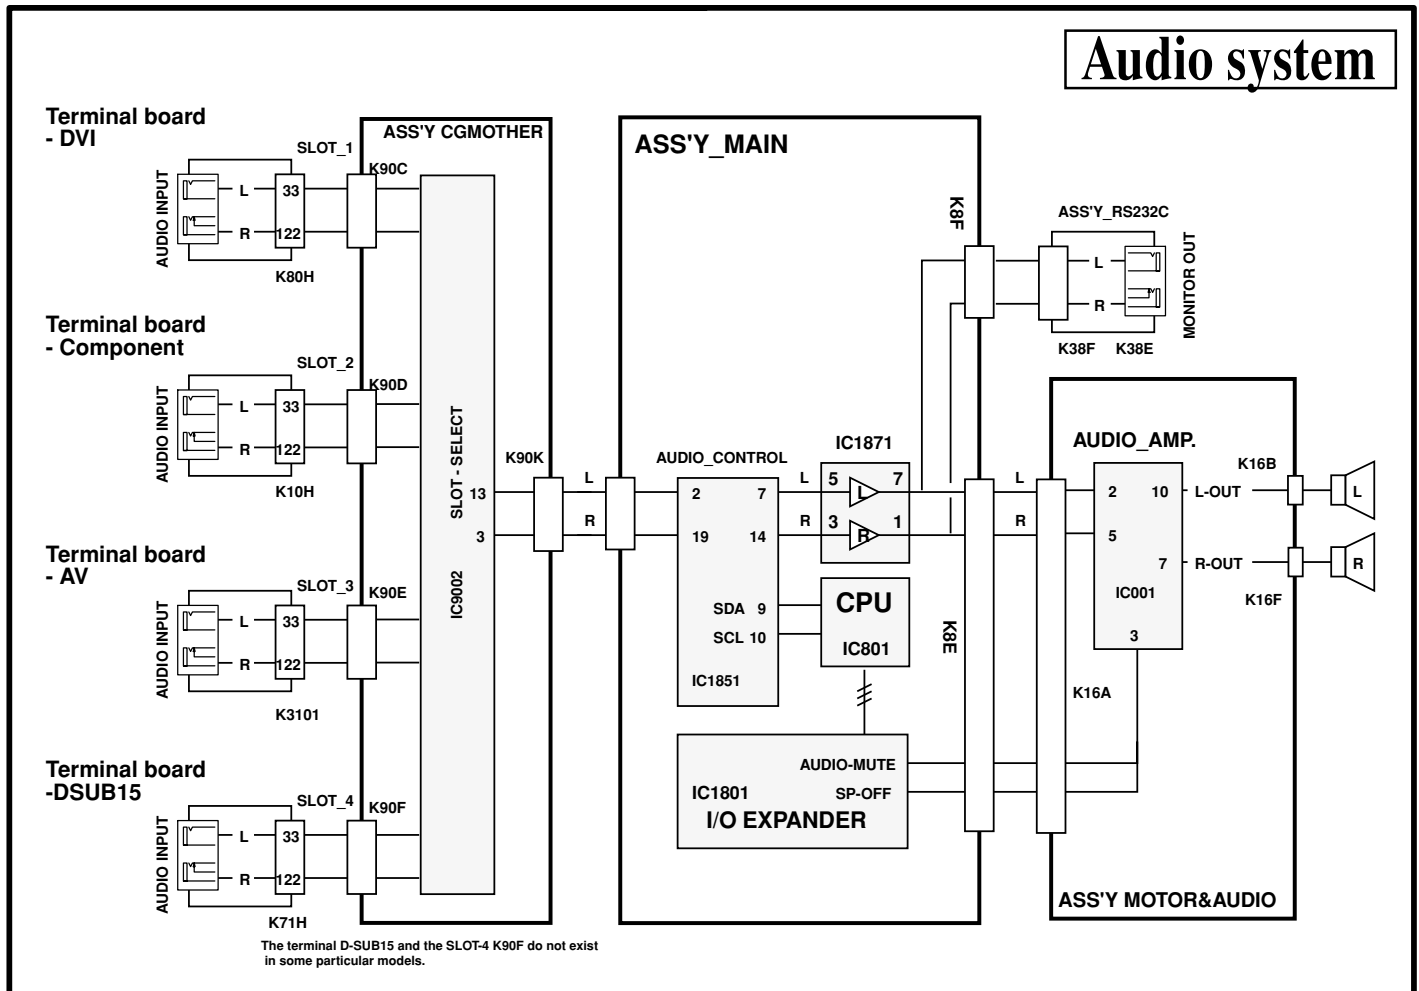 Audio system
Terminal board
- DVI
SLOT_1
AUDIO INPUT
L
R
33
122
K80H
Terminal board
- Component
SLOT_2
AUDIO INPUT
L
R
33
122
K10H
Terminal board
- AV
SLOT_3
AUDIO INPUT
L
R
33
122
K3101
Terminal board
-DSUB15
SLOT_4
AUDIO INPUT
L
R
33
122
K71H
The terminal D-SUB15 and the SLOT-4 K90F do not exist
in some particular models.
ASS'Y CGMOTHER
K90C
K90D
K90E
K90F
SLOT - SELECT
IC9002
13
3
K90K
L
R
ASS'Y_MAIN
AUDIO_CONTROL
2
7
19
14
SDA 9
SCL 10
IC1851
L
R
IC1871
5
7
L
3
1
R
CPU
IC801
AUDIO-MUTE
IC1801
SP-OFF
I/O EXPANDER
K8F
K8E
ASS'Y_RS232C
L
R
MONITOR OUT
K38F
K38E
L
R
K16A
AUDIO_AMP.
2
10
5
7
IC001
3
L-OUT
R-OUT
K16B
K16F
L
R
ASS'Y MOTOR&AUDIO